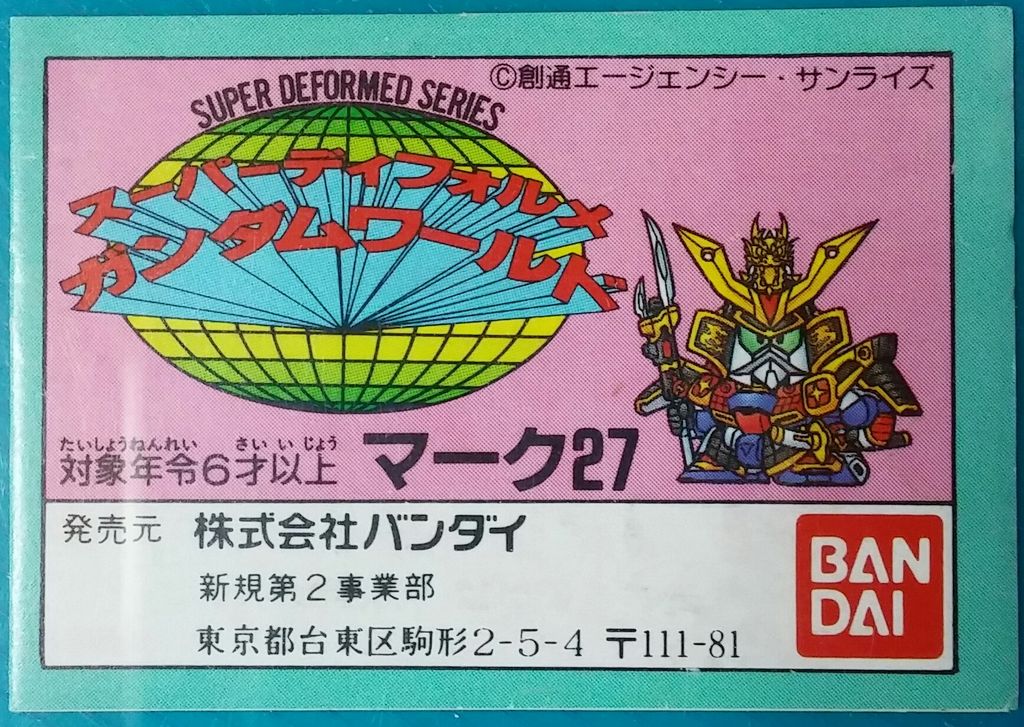 SUPER DEFORMED SERIES
©創通エージェンシー・サンライズ
スーパーディフォルメ
ガンダムワールド
たいしょうねんれい さい いじょう
対象年令6才以上
マーク27
発売元 株式会社バンダイ
新規第2事業部
東京都台東区駒形2-5-4 〒111-81
BAN
DAI